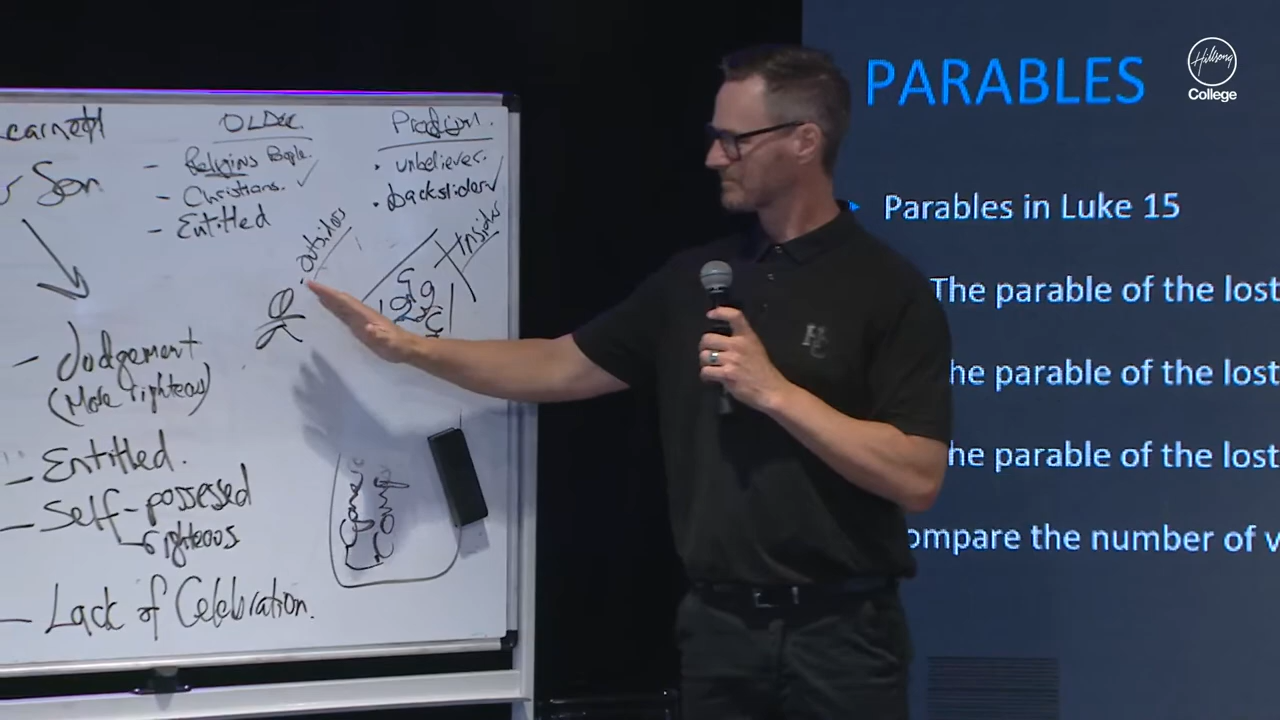 OLDER
- Religious People.
- Christians. ✓
- Entitled
Prodigal.
• unbeliever.
• backslider ✓
Son
outsiders
Insider
- Judgement
(More righteous)
- Entitled.
- Self-possessed
righteous
- Lack of Celebration.
PARABLES
Hillsong
College
Parables in Luke 15
The parable of the lost
he parable of the lost
he parable of the lost
ompare the number of v